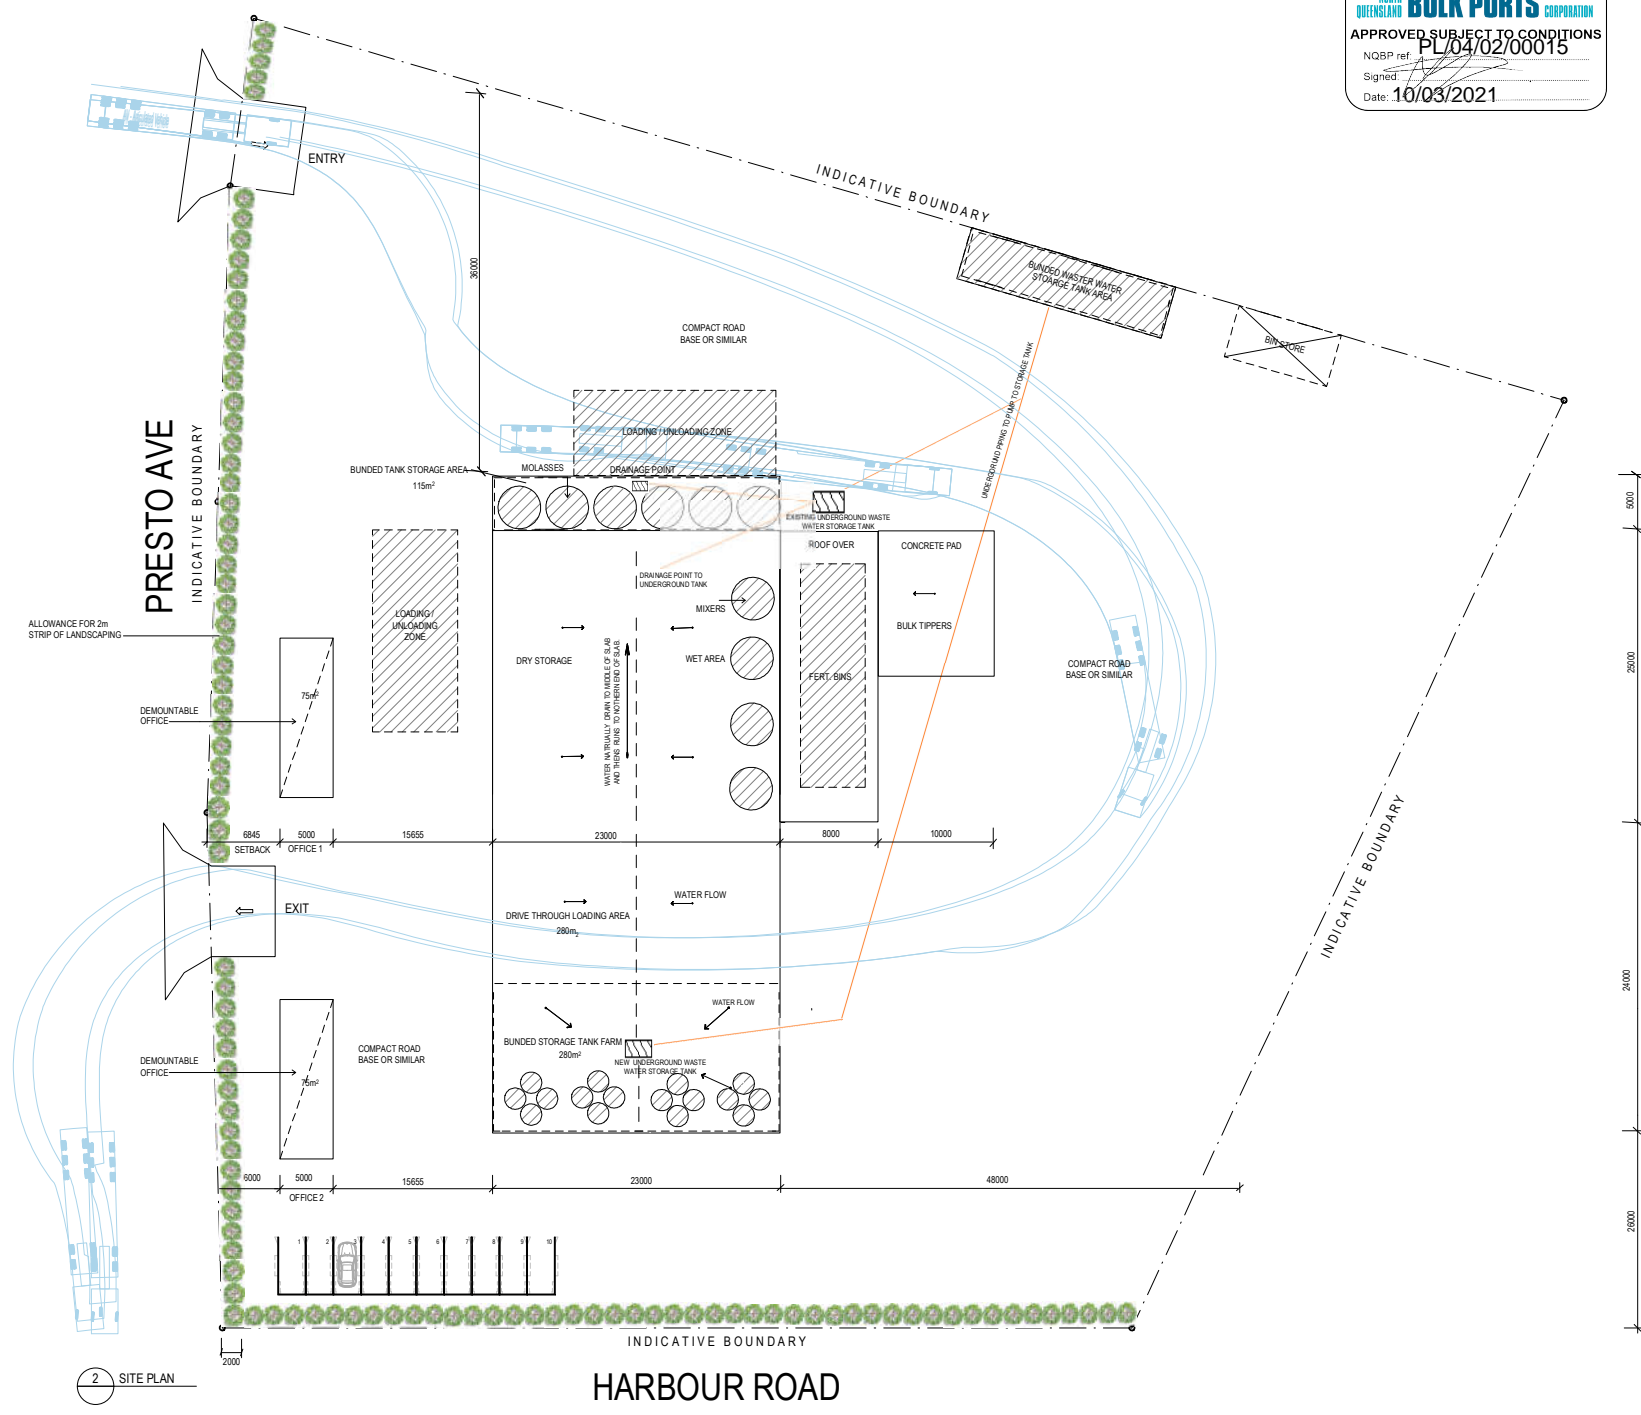 NORTH
QUEENSLAND BULK PORTS CORPORATION
APPROVED SUBJECT TO CONDITIONS
NQBP ref: PL/04/02/00015
Signed:
Date: 10/03/2021
ENTRY
INDICATIVE BOUNDARY
36000
BUNDED WASTER WATER
STOARGE TANK AREA
BIN STORE
COMPACT ROAD
BASE OR SIMILAR
UNDERGORUND PIPING TO PUMP TO STORAGE TANK
PRESTO AVE
INDICATIVE BOUNDARY
LOADING / UNLOADING ZONE
BUNDED TANK STORAGE AREA
115m²
MOLASSES
DRAINAGE POINT
EXISTING UNDERGROUND WASTE
WATER STORAGE TANK
ROOF OVER
CONCRETE PAD
5000
DRAINAGE POINT TO
UNDERGROUND TANK
MIXERS
BULK TIPPERS
LOADING /
UNLOADING
ZONE
ALLOWANCE FOR 2m
STRIP OF LANDSCAPING
DRY STORAGE
WATER NATRUALLY DRAIN TO MIDDLE OF SLAB
AND THENS RUNS TO NOTHERN END OF SLAB.
WET AREA
FERT. BINS
COMPACT ROAD
BASE OR SIMILAR
25000
75m²
DEMOUNTABLE
OFFICE
6845
5000
15655
23000
8000
10000
SETBACK
OFFICE 1
INDICATIVE BOUNDARY
EXIT
WATER FLOW
DRIVE THROUGH LOADING AREA
280m2
24000
WATER FLOW
BUNDED STORAGE TANK FARM
280m²
NEW UNDERGROUND WASTE
WATER STORAGE TANK
COMPACT ROAD
BASE OR SIMILAR
DEMOUNTABLE
OFFICE
75m²
6000
5000
15655
23000
48000
OFFICE 2
26000
1 2 3 4 5 6 7 8 9 10
INDICATIVE BOUNDARY
2000
2 SITE PLAN
HARBOUR ROAD